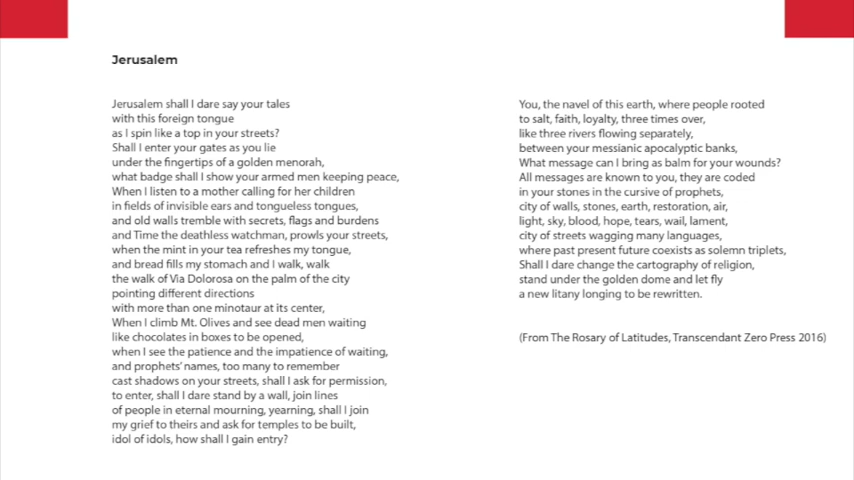 Jerusalem
Jerusalem shall I dare say your tales
with this foreign tongue
as I spin like a top in your streets?
Shall I enter your gates as you lie
under the fingertips of a golden menorah,
what badge shall I show your armed men keeping peace,
When I listen to a mother calling for her children
in fields of invisible ears and tongueless tongues,
and old walls tremble with secrets, flags and burdens
and Time the deathless watchman, prowls your streets,
when the mint in your tea refreshes my tongue,
and bread fills my stomach and I walk, walk
the walk of Via Dolorosa on the palm of the city
pointing different directions
with more than one minotaur at its center,
When I climb Mt. Olives and see dead men waiting
like chocolates in boxes to be opened,
when I see the patience and the impatience of waiting,
and prophets' names, too many to remember
cast shadows on your streets, shall I ask for permission,
to enter, shall I dare stand by a wall, join lines
of people in eternal mourning, yearning, shall I join
my grief to theirs and ask for temples to be built,
idol of idols, how shall I gain entry?
You, the navel of this earth, where people rooted
to salt, faith, loyalty, three times over,
like three rivers flowing separately,
between your messianic apocalyptic banks,
What message can I bring as balm for your wounds?
All messages are known to you, they are coded
in your stones in the cursive of prophets,
city of walls, stones, earth, restoration, air,
light, sky, blood, hope, tears, wail, lament,
city of streets wagging many languages,
where past present future coexists as solemn triplets,
Shall I dare change the cartography of religion,
stand under the golden dome and let fly
a new litany longing to be rewritten.
(From The Rosary of Latitudes, Transcendant Zero Press 2016)